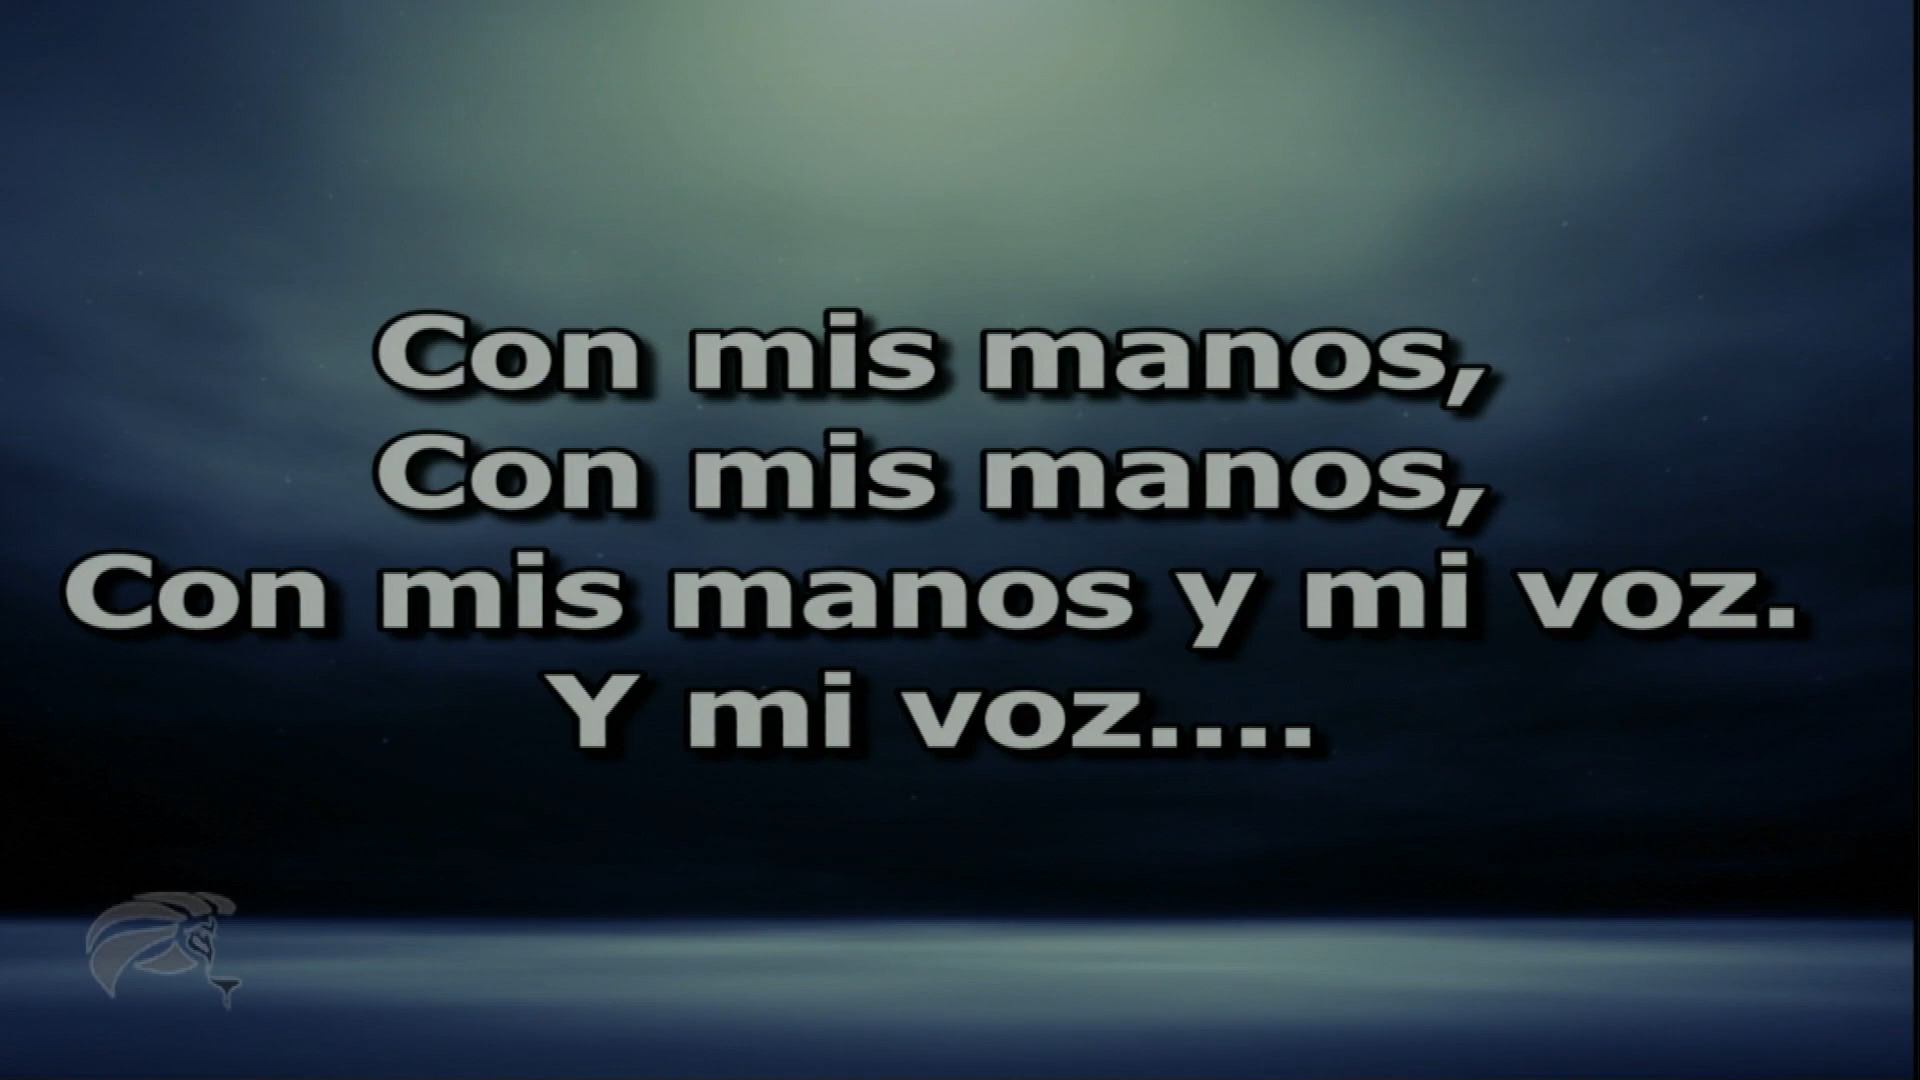 Con mis manos,
Con mis manos,
Con mis manos y mi voz.
Y mi voz....